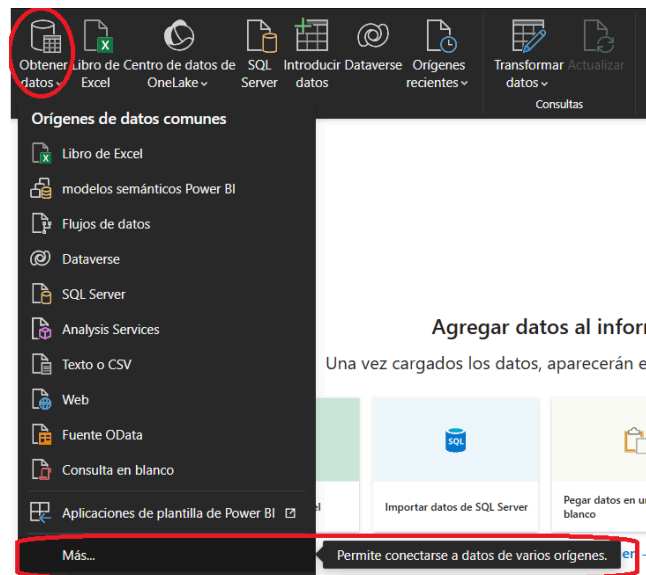 Obtener datos
Libro de Excel
Centro de datos de OneLake
SQL Server
Introducir datos
Dataverse
Orígenes recientes
Transformar datos
Actualizar
Consultas
Orígenes de datos comunes
Libro de Excel
modelos semánticos Power BI
Flujos de datos
Dataverse
SQL Server
Analysis Services
Texto o CSV
Web
Fuente OData
Consulta en blanco
Aplicaciones de plantilla de Power BI
Más...
Permite conectarse a datos de varios orígenes.
Agregar datos al infor
Una vez cargados los datos, aparecerán e
SQL
Importar datos de SQL Server
Pegar datos en u
blanco